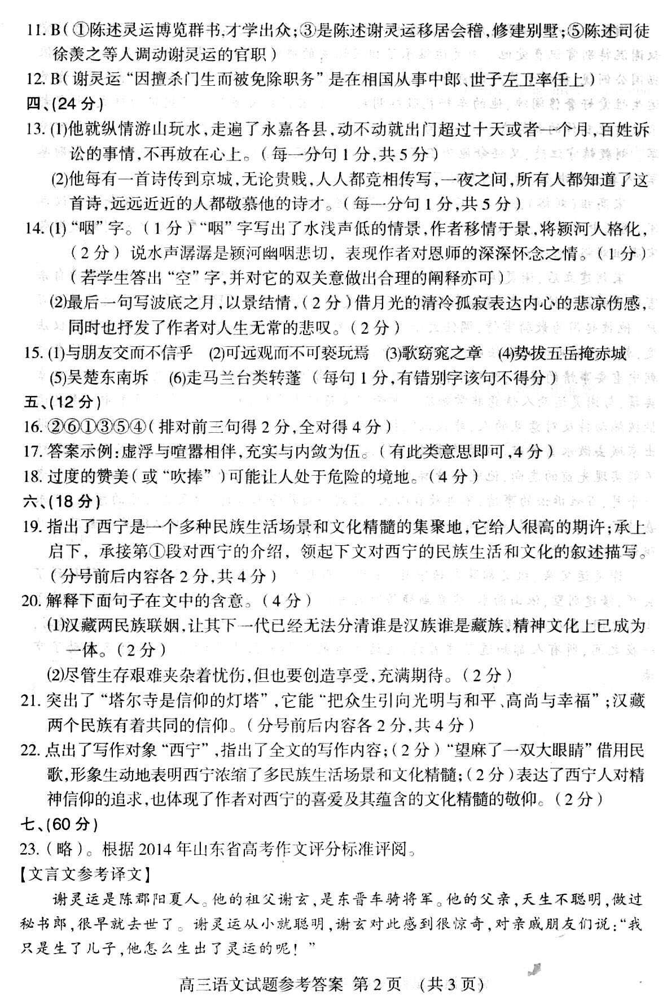 11. B(①陈述灵运博览群书,才学出众;③是陈述谢灵运移居会稽,修建别墅;⑤陈述司徒
徐羡之等人调动谢灵运的官职)
12. B(谢灵运“因擅杀门生而被免除职务”是在相国从事中郎、世子左卫率任上)
四、(24 分)
13. (1)他就纵情游山玩水,走遍了永嘉各县,动不动就出门超过十天或者一个月,百姓诉
讼的事情,不再放在心上。(每一分句 1 分,共 5 分)
(2)他每有一首诗传到京城,无论贵贱,人人都竞相传写,一夜之间,所有人都知道了这
首诗,远远近近的人都敬慕他的诗才。(每一分句 1 分,共 5 分)
14. (1)“咽”字。(1 分)“咽”字写出了水浅声低的情景,作者移情于景,将颍河人格化,
(2 分) 说水声潺潺是颍河幽咽悲切, 表现作者对恩师的深深怀念之情。(1 分)
(若学生答出“空”字,并对它的双关意做出合理的阐释亦可)
(2)最后一句写波底之月,以景结情,(2 分)借月光的清冷孤寂表达内心的悲凉伤感,
同时也抒发了作者对人生无常的悲叹。(2 分)
15. (1)与朋友交而不信乎 (2)可远观而不可亵玩焉 (3)歌窈窕之章 (4)势拔五岳掩赤城
(5)吴楚东南坼 (6)走马兰台类转蓬 (每句 1 分,有错别字该句不得分)
五、(12 分)
16. ②⑥①③⑤④(排对前三句得 2 分,全对得 4 分)
17. 答案示例:虚浮与喧嚣相伴,充实与内敛为伍。(有此类意思即可,4 分)
18. 过度的赞美(或“吹捧”)可能让人处于危险的境地。(4 分)
六、(18 分)
19. 指出了西宁是一个多种民族生活场景和文化精髓的集聚地,它给人很高的期许;承上
启下, 承接第①段对西宁的介绍, 领起下文对西宁的民族生活和文化的叙述描写。
(分号前后内容各 2 分,共 4 分)
20. 解释下面句子在文中的含意。(4 分)
(1)汉藏两民族联姻,让其下一代已经无法分清谁是汉族谁是藏族,精神文化上已成为
一体。(2 分)
(2)尽管生存艰难夹杂着忧伤,但也要创造享受,充满期待。(2 分)
21. 突出了“塔尔寺是信仰的灯塔”,它能“把众生引向光明与和平、高尚与幸福”;汉藏
两个民族有着共同的信仰。(分号前后内容各 2 分,共 4 分)
22. 点出了写作对象“西宁”,指出了全文的写作内容;(2 分)“望麻了一双大眼睛”借用民
歌,形象生动地表明西宁浓缩了多民族生活场景和文化精髓;(2 分)表达了西宁人对精
神信仰的追求,也体现了作者对西宁的喜爱及其蕴含的文化精髓的敬仰。(2 分)
七、(60 分)
23. (略)。根据 2014 年山东省高考作文评分标准评阅。
【文言文参考译文】
谢灵运是陈郡阳夏人。他的祖父谢玄,是东晋车骑将军。他的父亲,天生不聪明,做过
秘书郎,很早就去世了。谢灵运从小就聪明,谢玄对此感到很惊奇,对亲戚朋友们说:“我
只是生了儿子,他怎么生出了灵运的呢!”
高三语文试题参考答案 第 2 页 (共 3 页)